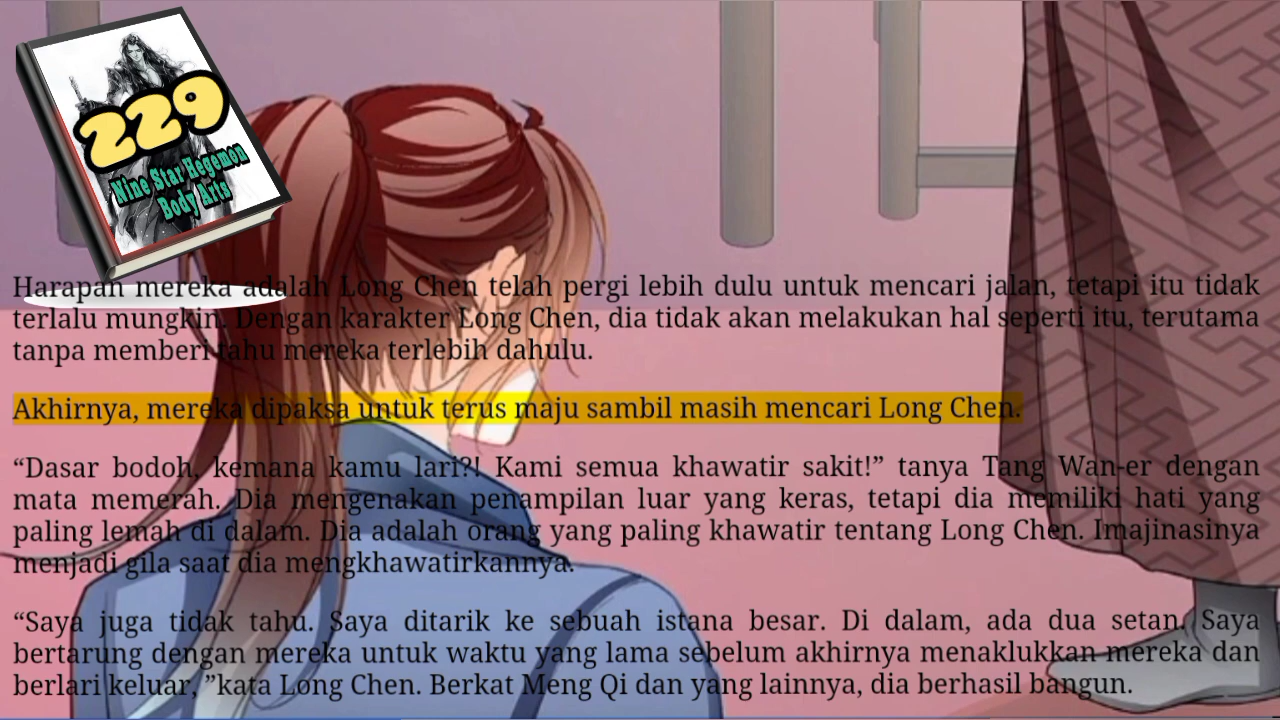 229
Nine Star Hegemon
Body Arts
Harapan mereka adalah Long Chen telah pergi lebih dulu untuk mencari jalan, tetapi itu tidak
terlalu mungkin. Dengan karakter Long Chen, dia tidak akan melakukan hal seperti itu, terutama
tanpa memberi tahu mereka terlebih dahulu.
Akhirnya, mereka dipaksa untuk terus maju sambil masih mencari Long Chen.
“Dasar bodoh, kemana kamu lari?! Kami semua khawatir sakit!” tanya Tang Wan-er dengan
mata memerah. Dia mengenakan penampilan luar yang keras, tetapi dia memiliki hati yang
paling lemah di dalam. Dia adalah orang yang paling khawatir tentang Long Chen. Imajinasinya
menjadi gila saat dia mengkhawatirkannya.
“Saya juga tidak tahu. Saya ditarik ke sebuah istana besar. Di dalam, ada dua setan. Saya
bertarung dengan mereka untuk waktu yang lama sebelum akhirnya menaklukkan mereka dan
berlari keluar, ”kata Long Chen. Berkat Meng Qi dan yang lainnya, dia berhasil bangun.